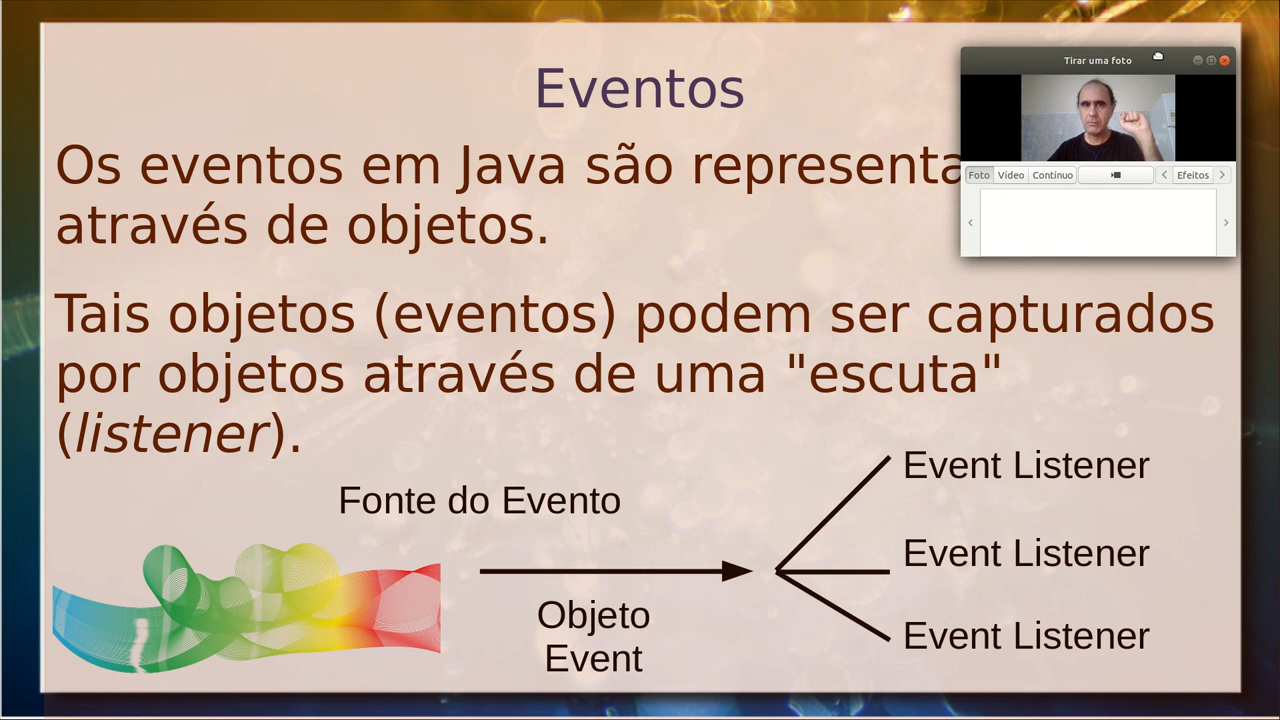 Eventos
Tirar uma foto
Os eventos em Java são representa
através de objetos.
Foto Vídeo Contínuo Efeitos
Tais objetos (eventos) podem ser capturados
por objetos através de uma "escuta"
(listener).
Fonte do Evento
Objeto
Event
Event Listener
Event Listener
Event Listener